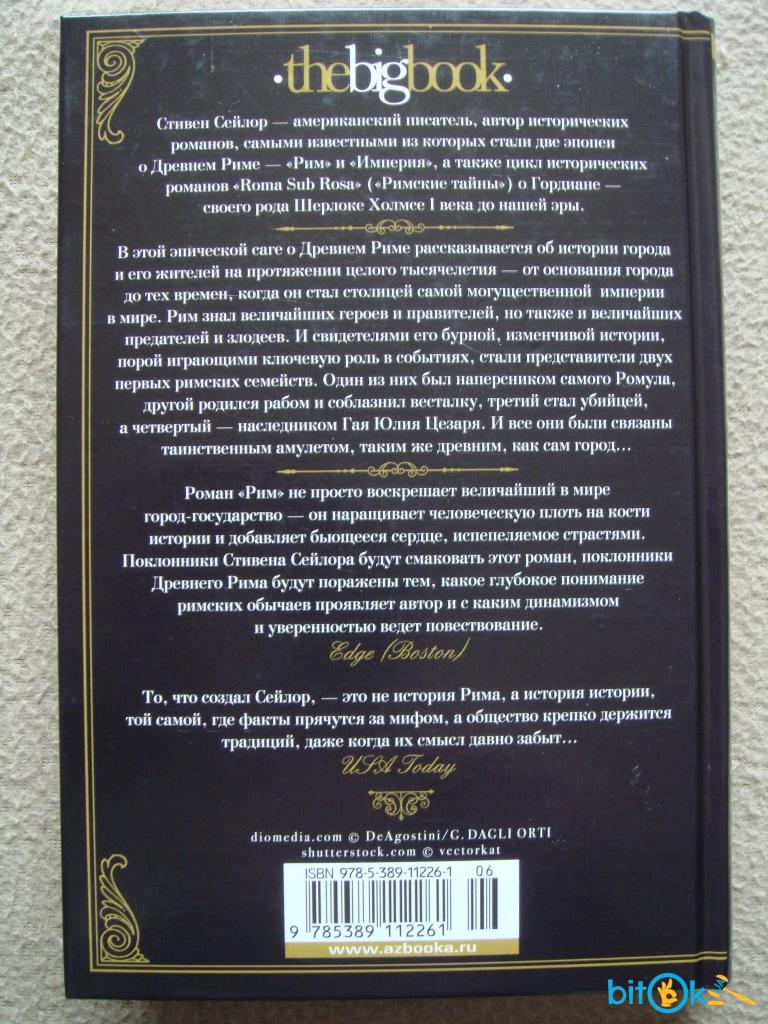 ·thebigbook·
Стивен Сейлор — американский писатель, автор исторических
романов, самыми известными из которых стали две эпопеи
о Древнем Риме — «Рим» и «Империя», а также цикл исторических
романов «Roma Sub Rosa» («Римские тайны») о Гордиане —
своего рода Шерлоке Холмсе I века до нашей эры.
В этой эпической саге о Древнем Риме рассказывается об истории города
и его жителей на протяжении целого тысячелетия — от основания города
до тех времен, когда он стал столицей самой могущественной империи
в мире. Рим знал величайших героев и правителей, но также и величайших
предателей и злодеев. И свидетелями его бурной, изменчивой истории,
порой играющими ключевую роль в событиях, стали представители двух
первых римских семейств. Один из них был наперсником самого Ромула,
другой родился рабом и соблазнил весталку, третий стал убийцей,
а четвертый — наследником Гая Юлия Цезаря. И все они были связаны
таинственным амулетом, таким же древним, как сам город...
Роман «Рим» не просто воскрешает величайший в мире
город-государство — он наращивает человеческую плоть на кости
истории и добавляет бьющееся сердце, испепеляемое страстями.
Поклонники Стивена Сейлора будут смаковать этот роман, поклонники
Древнего Рима будут поражены тем, какое глубокое понимание
римских обычаев проявляет автор и с каким динамизмом
и уверенностью ведет повествование.
Edge (Boston)
То, что создал Сейлор, — это не история Рима, а история истории,
той самой, где факты прячутся за мифом, а общество крепко держится
традиций, даже когда их смысл давно забыт...
USA Today
diomedia.com © DeAgostini/G. DAGLI ORTI
shutterstock.com © vectorkat
ISBN 978-5-389-11226-1 06
9 785389 112261
www.azbooka.ru
bitok.ua